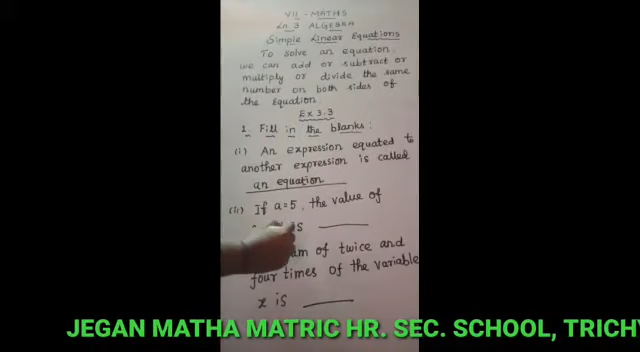 VII - MATHS
Ln 3 ALGEBRA
Simple Linear Equations
To solve an equation,
we can add or subtract or
multiply or divide the same
number on both sides of
the Equation.
Ex 3.3
1. Fill in the blanks:
(i) An expression equated to
another expression is called
an equation
(ii) If a=5, the value of
is
of twice and
four times of the variable
x is
JEGAN MATHA MATRIC HR. SEC. SCHOOL, TRICHY